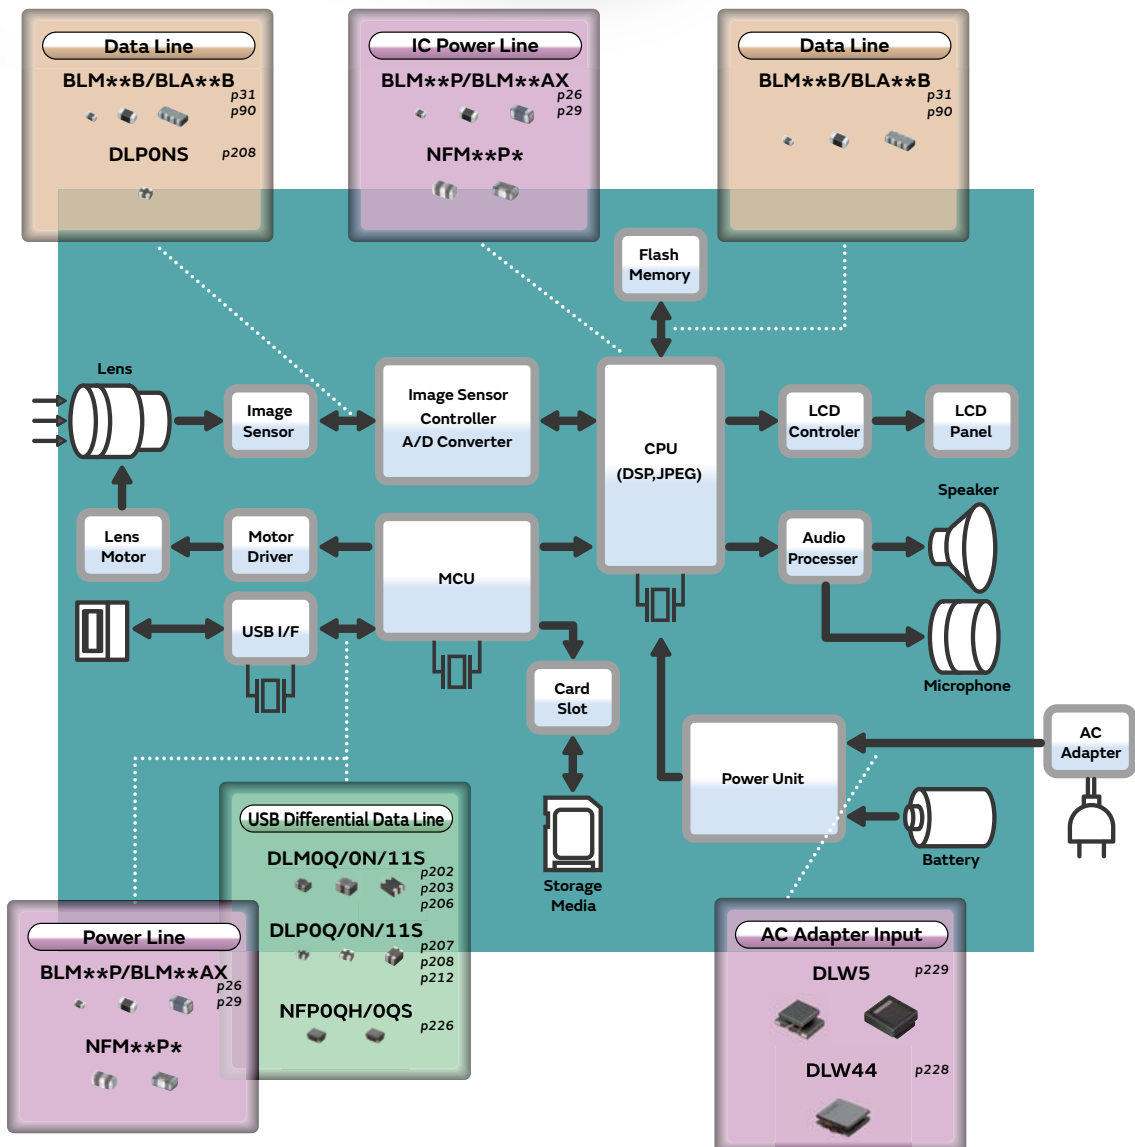 Data Line
BLM**B/BLA**B
p31
p90
DLP0NS
p208
IC Power Line
BLM**P/BLM**AX
p26
p29
NFM**P*
Data Line
BLM**B/BLA**B
p31
p90
Flash
Memory
Lens
Image
Sensor
Image Sensor
Controller
A/D Converter
CPU
(DSP,JPEG)
LCD
Controler
LCD
Panel
Lens
Motor
Motor
Driver
MCU
Audio
Processer
Speaker
USB I/F
Microphone
Card
Slot
Storage
Media
Power Unit
AC
Adapter
Battery
USB Differential Data Line
DLM0Q/0N/11S
p202
p203
p206
DLP0Q/0N/11S
p207
p208
p212
NFP0QH/0QS
p226
Power Line
BLM**P/BLM**AX
p26
p29
NFM**P*
AC Adapter Input
DLW5
p229
DLW44
p228